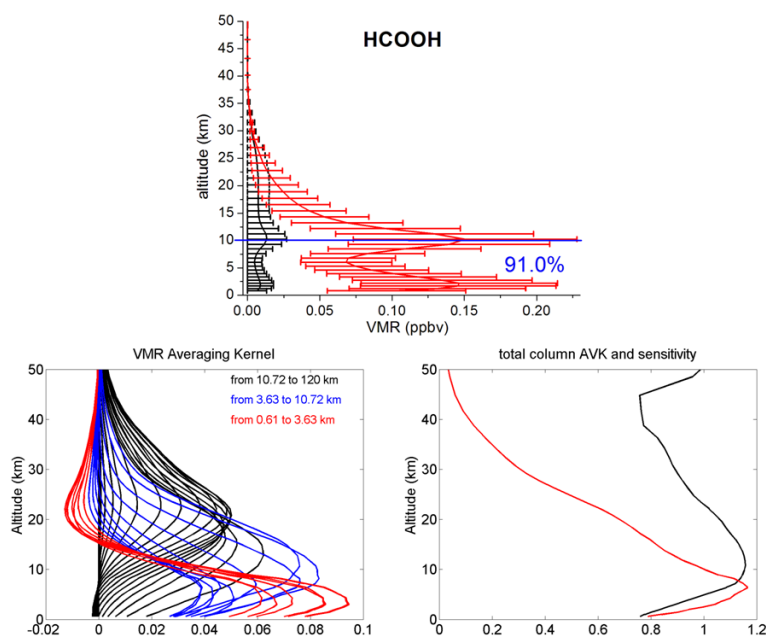 HCOOH
50
45
40
35
30
25
20
15
10
5
0
altitude (km)
91.0%
0.00 0.05 0.10 0.15 0.20
VMR (ppbv)
VMR Averaging Kernel
50
40
30
20
10
0
Altitude (km)
from 10.72 to 120 km
from 3.63 to 10.72 km
from 0.61 to 3.63 km
-0.02 0 0.02 0.04 0.06 0.08 0.1
total column AVK and sensitivity
50
40
30
20
10
0
Altitude (km)
0 0.2 0.4 0.6 0.8 1 1.2